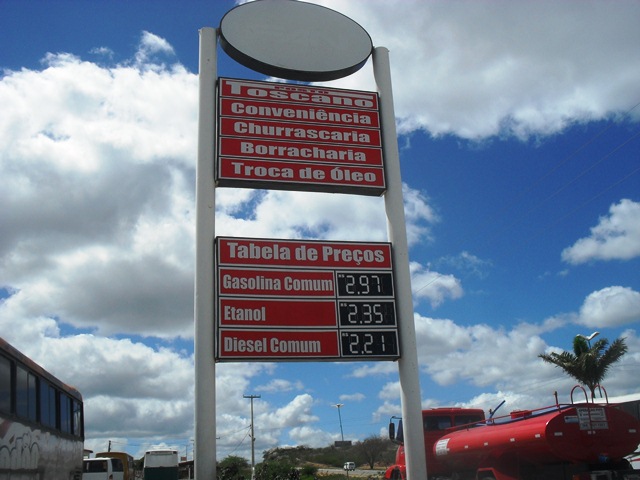 POSTO
Toscano
Conveniência
Churrascaria
Borracharia
Troca de Óleo
Tabela de Preços
Gasolina Comum R$ 2.97
Etanol R$ 2.35
Diesel Comum R$ 2.21